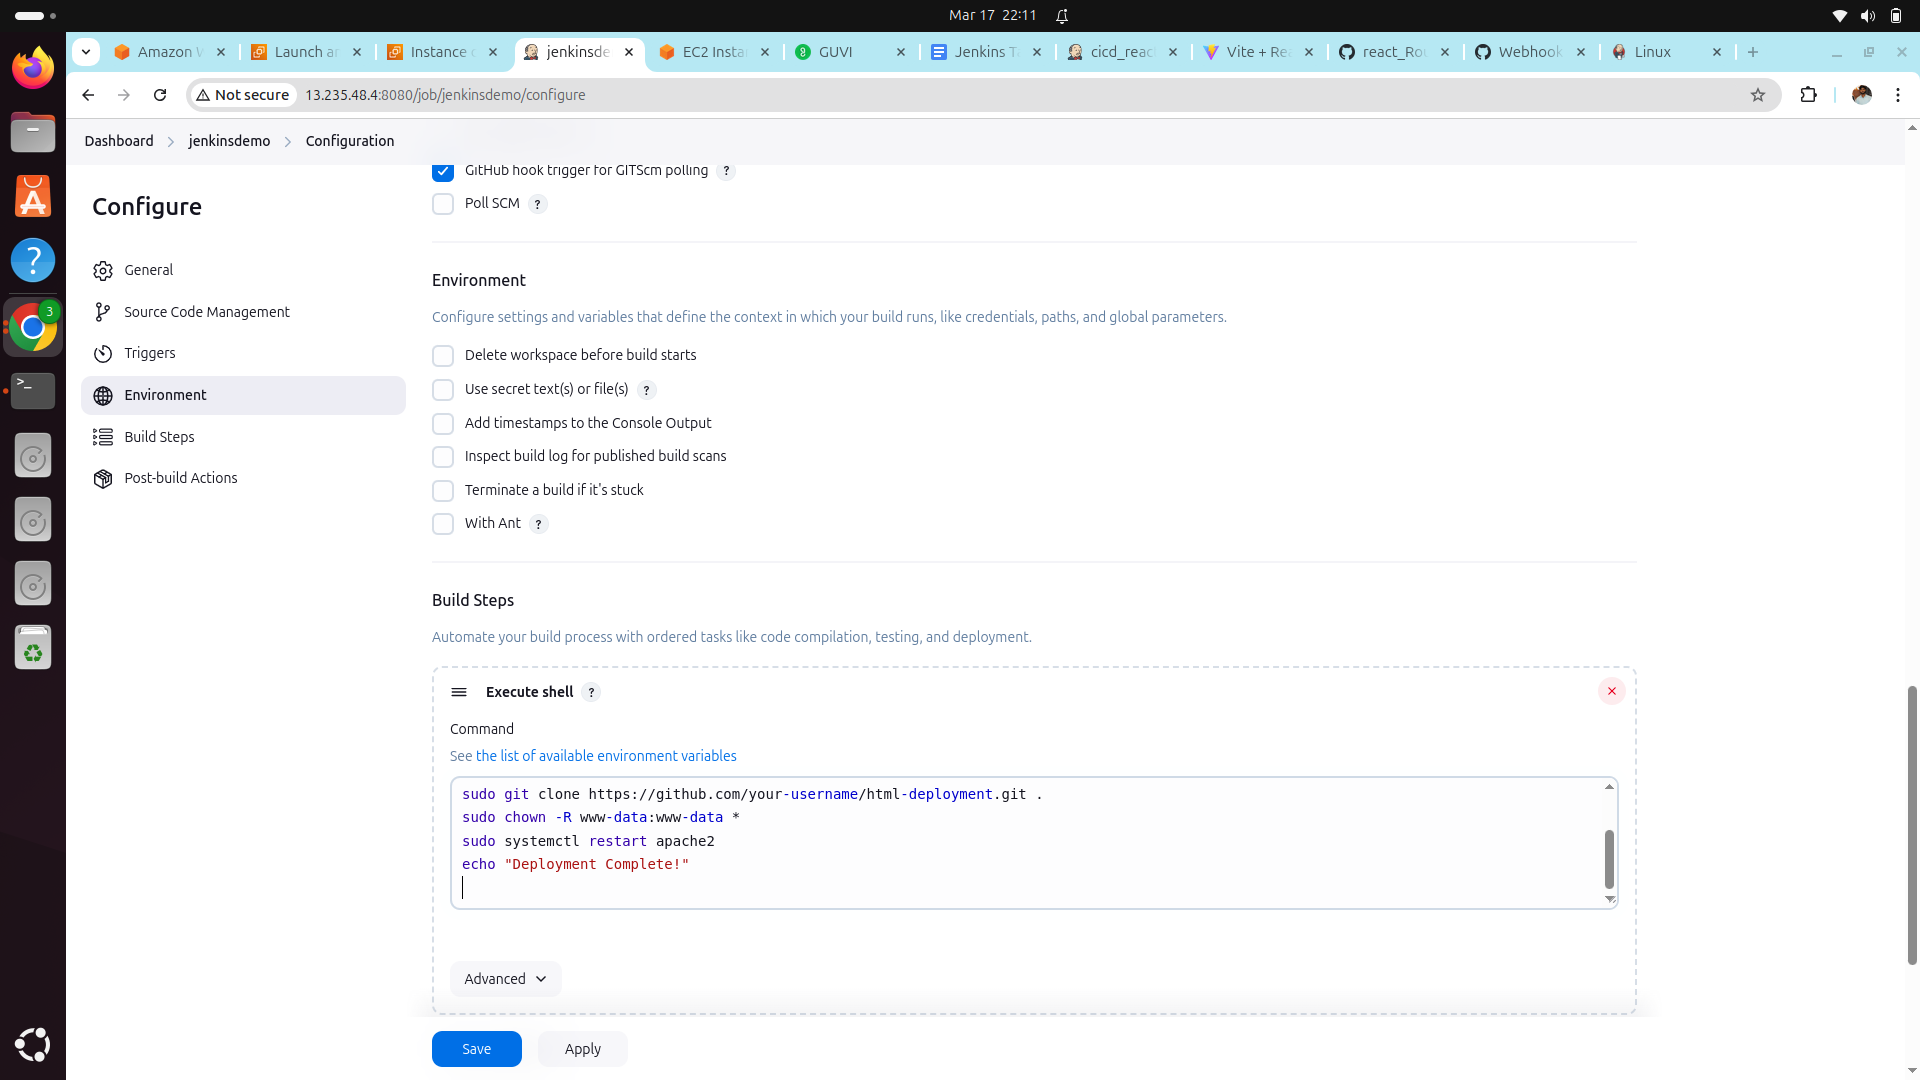 Mar 17 22:11
Amazon W
Launch an
Instance c
jenkinsde
EC2 Insta
GUVI
Jenkins T
cicd_reac
Vite + Re
react_Rou
Webhook
Linux
Not secure
13.235.48.4:8080/job/jenkinsdemo/configure
Dashboard
jenkinsdemo
Configuration
Configure
General
Source Code Management
Triggers
Environment
Build Steps
Post-build Actions
GitHub hook trigger for GITScm polling ?
Poll SCM ?
Environment
Configure settings and variables that define the context in which your build runs, like credentials, paths, and global parameters.
Delete workspace before build starts
Use secret text(s) or file(s) ?
Add timestamps to the Console Output
Inspect build log for published build scans
Terminate a build if it's stuck
With Ant ?
Build Steps
Automate your build process with ordered tasks like code compilation, testing, and deployment.
Execute shell ?
Command
See the list of available environment variables
sudo git clone https://github.com/your-username/html-deployment.git .
sudo chown -R www-data:www-data *
sudo systemctl restart apache2
echo "Deployment Complete!"
Advanced
Save
Apply
3
?
>_